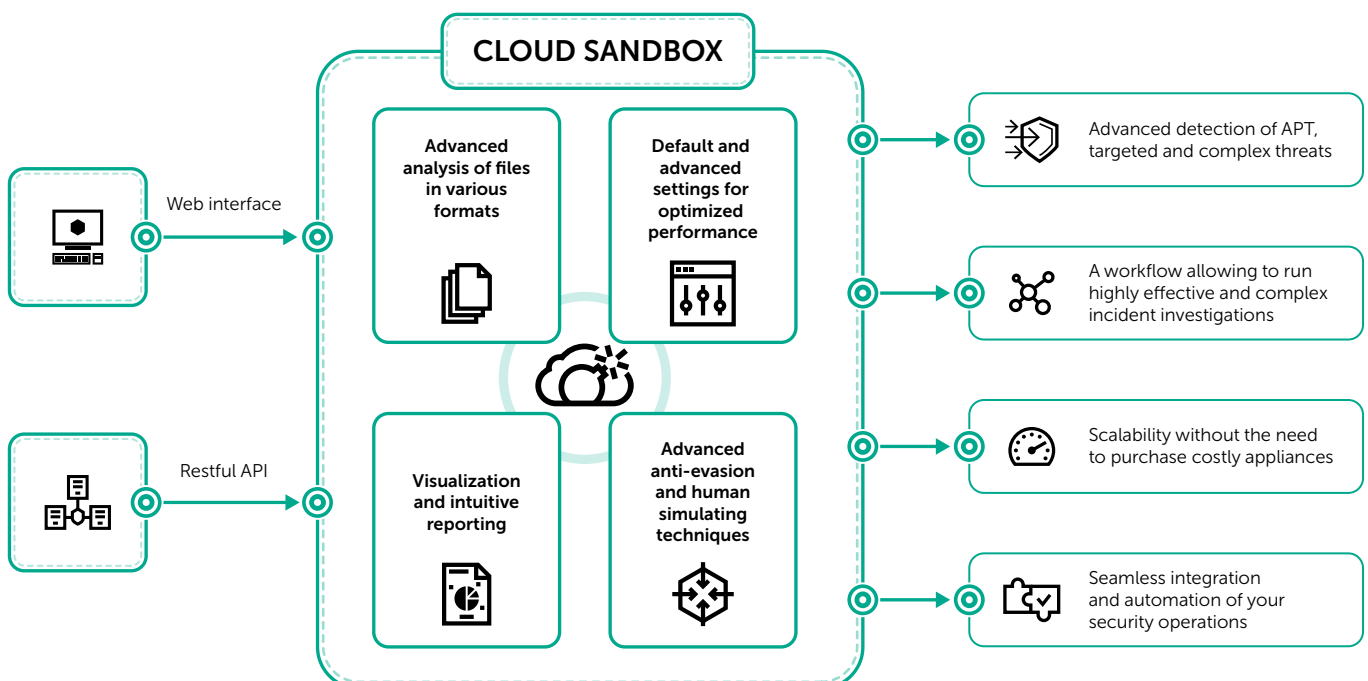 CLOUD SANDBOX
Web interface
Restful API
Advanced
analysis of files
in various
formats
Default and
advanced
settings for
optimized
performance
Visualization
and intuitive
reporting
Advanced
anti-evasion
and human
simulating
techniques
Advanced detection of APT,
targeted and complex threats
A workflow allowing to run
highly effective and complex
incident investigations
Scalability without the need
to purchase costly appliances
Seamless integration
and automation of your
security operations